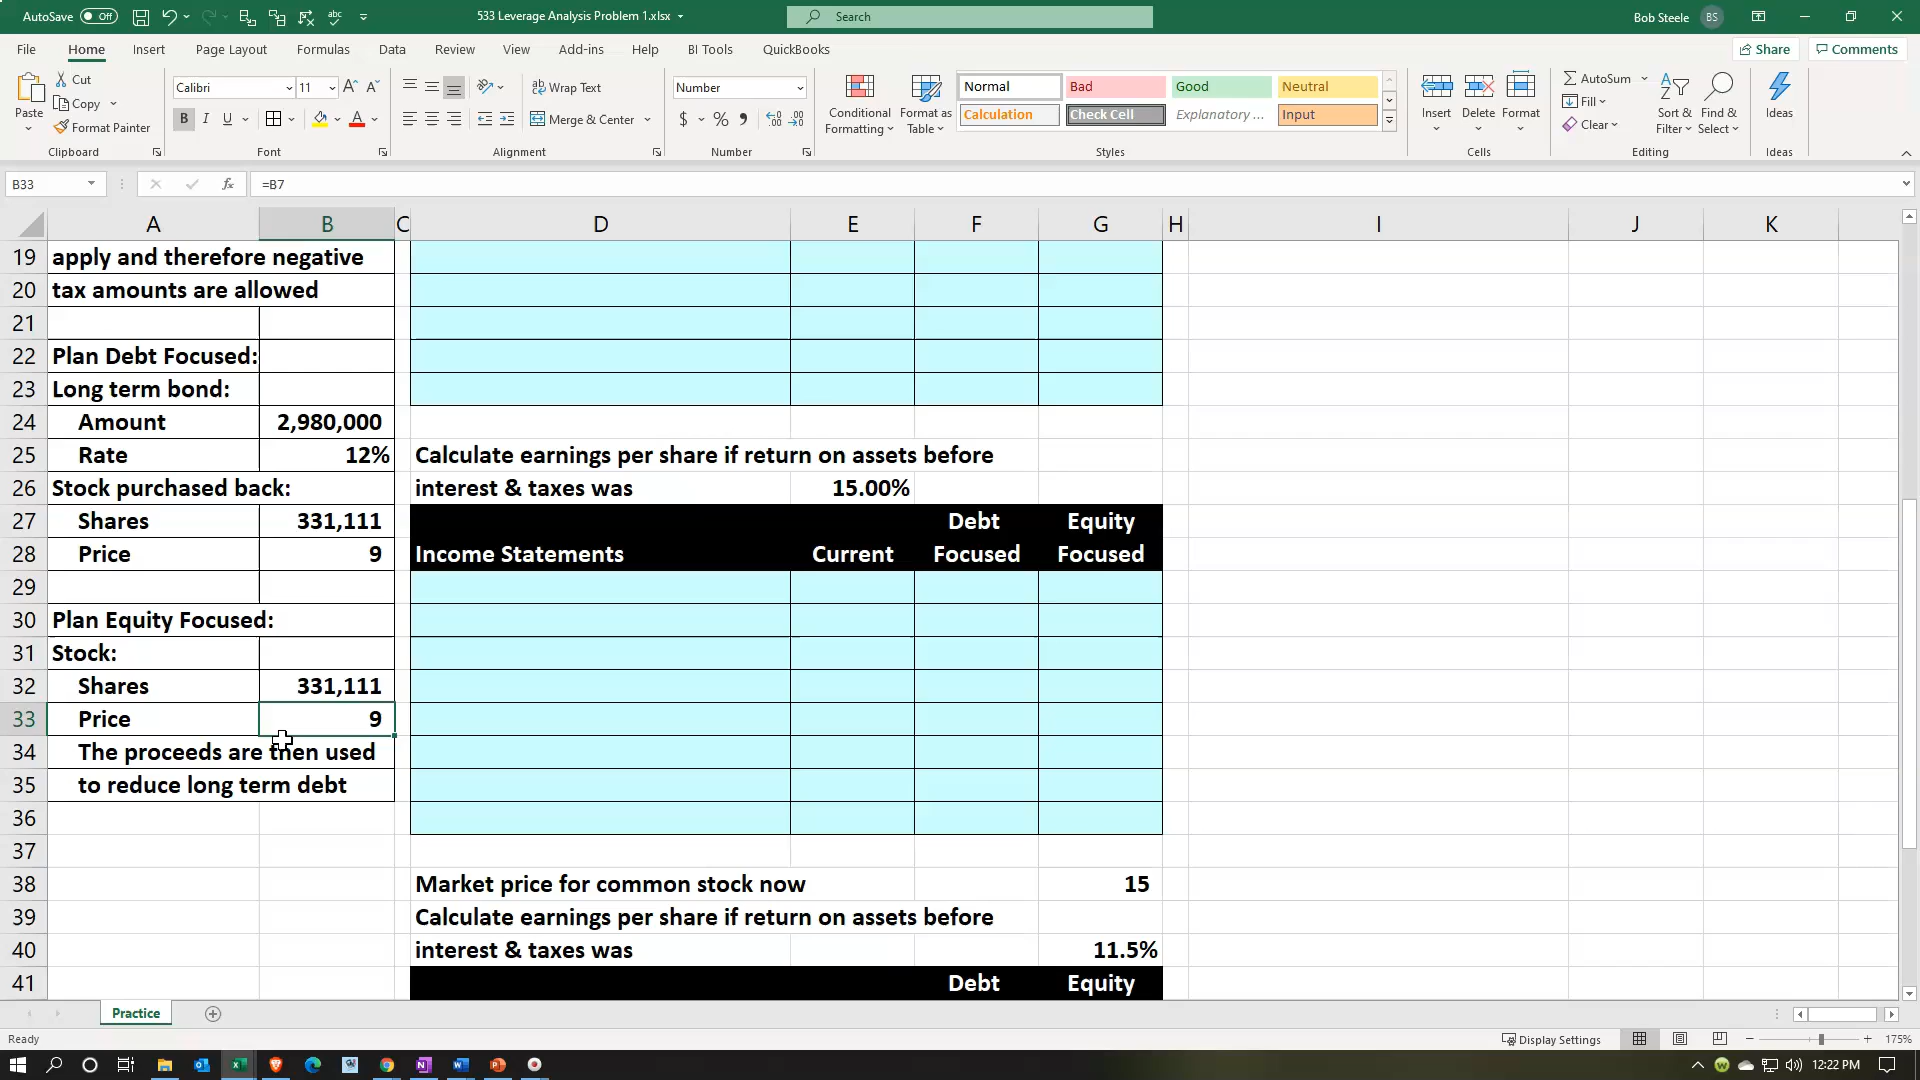 AutoSave Off
533 Leverage Analysis Problem 1.xlsx
Search
Bob Steele BS
File Home Insert Page Layout Formulas Data Review View Add-ins Help BI Tools QuickBooks
Share Comments
Paste
Cut
Copy
Format Painter
Clipboard
Calibri 11
B I U
Font
Wrap Text
Merge & Center
Alignment
Number
$ % 9
Number
Conditional Formatting
Format as Table
Normal Bad Good Neutral
Calculation Check Cell Explanatory ... Input
Styles
Insert Delete Format
Cells
AutoSum
Fill
Clear
Sort & Filter
Find & Select
Editing
Ideas
Ideas
B33 fx =B7
A B C D E F G H I J K
19 apply and therefore negative
20 tax amounts are allowed
21
22 Plan Debt Focused:
23 Long term bond:
24 Amount 2,980,000
25 Rate 12% Calculate earnings per share if return on assets before
26 Stock purchased back: interest & taxes was 15.00%
27 Shares 331,111 Debt Equity
28 Price 9 Income Statements Current Focused Focused
29
30 Plan Equity Focused:
31 Stock:
32 Shares 331,111
33 Price 9
34 The proceeds are then used
35 to reduce long term debt
36
37
38 Market price for common stock now 15
39 Calculate earnings per share if return on assets before
40 interest & taxes was 11.5%
41 Debt Equity
Practice
Ready
Display Settings
175%
12:22 PM